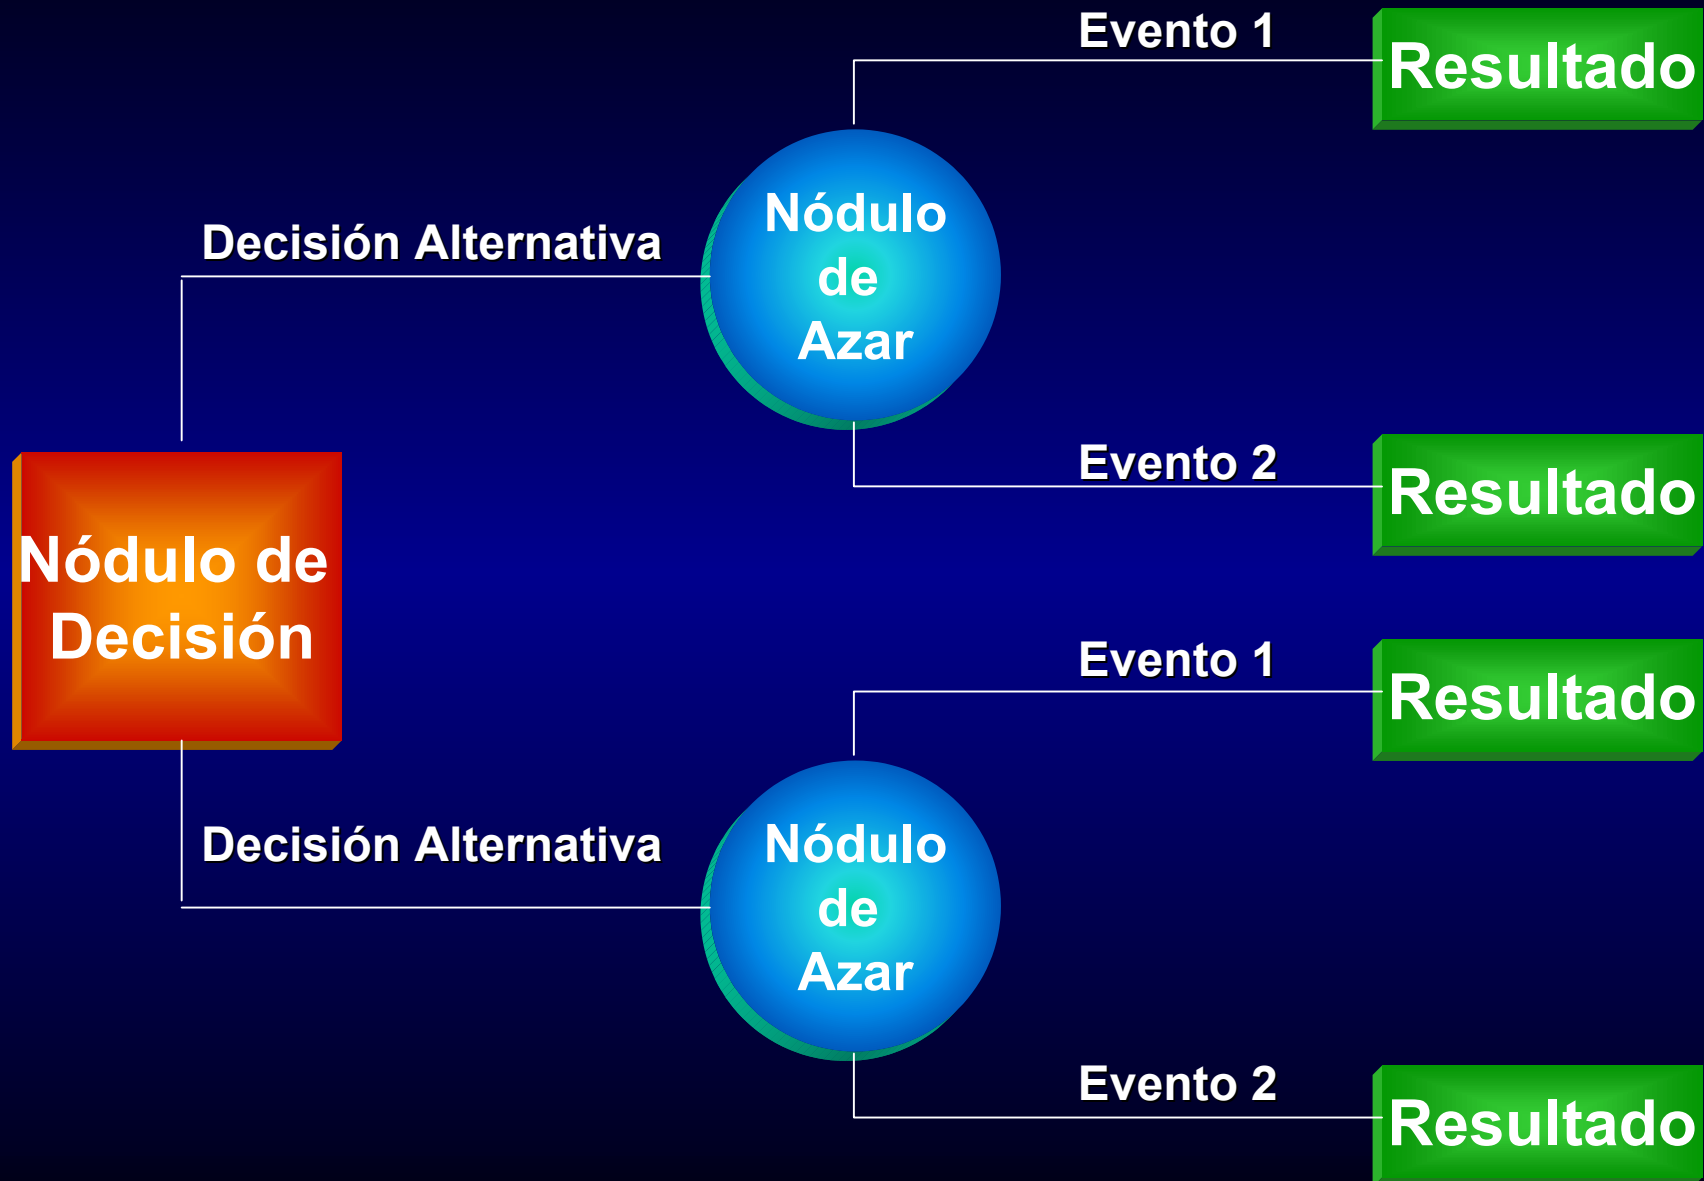 Evento 1
Resultado
Nódulo
de
Azar
Decisión Alternativa
Evento 2
Resultado
Nódulo de
Decisión
Evento 1
Resultado
Decisión Alternativa
Nódulo
de
Azar
Evento 2
Resultado